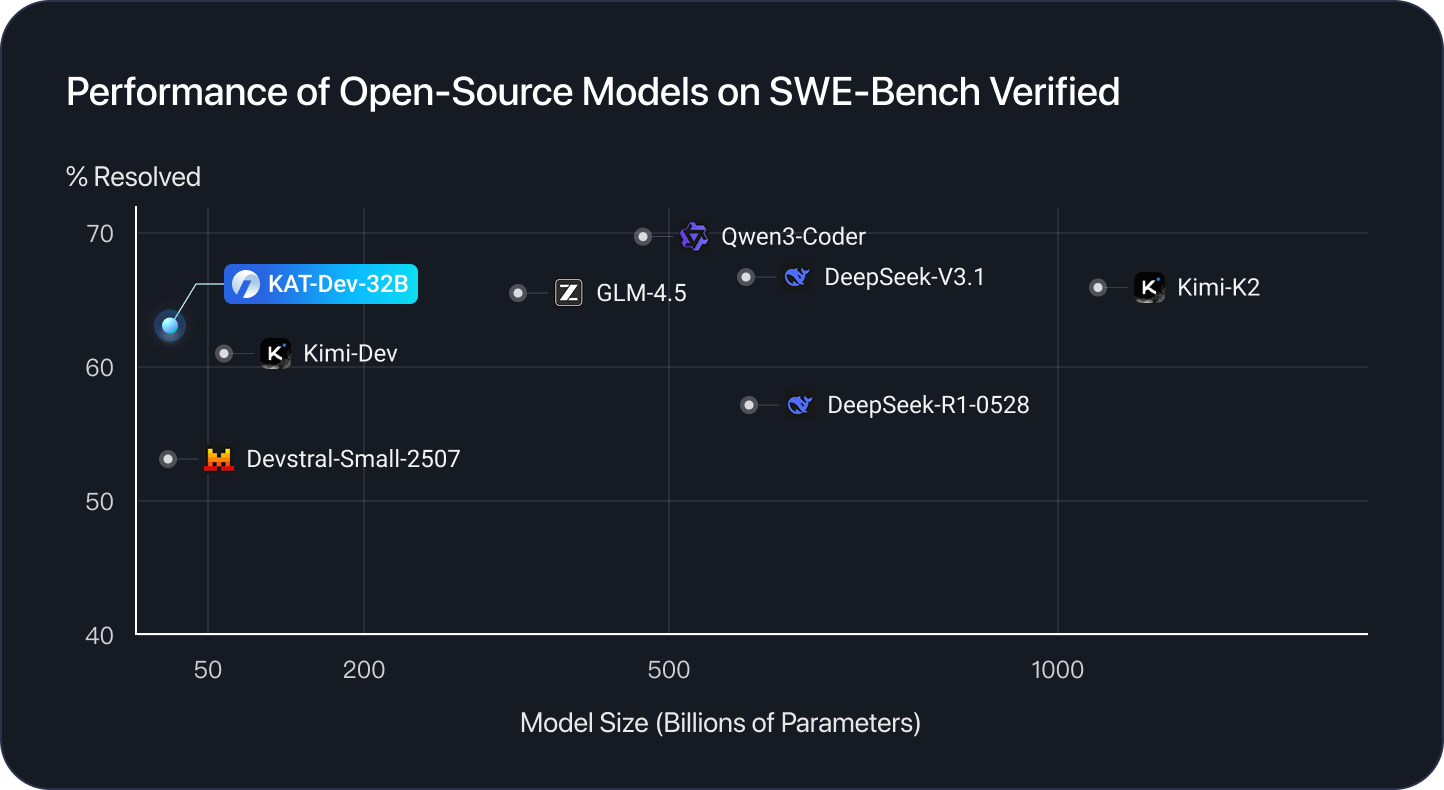 Performance of Open-Source Models on SWE-Bench Verified
% Resolved
70
Qwen3-Coder
DeepSeek-V3.1
KAT-Dev-32B
Kimi-K2
GLM-4.5
Kimi-Dev
60
DeepSeek-R1-0528
Devstral-Small-2507
50
40
50
200
500
1000
Model Size (Billions of Parameters)